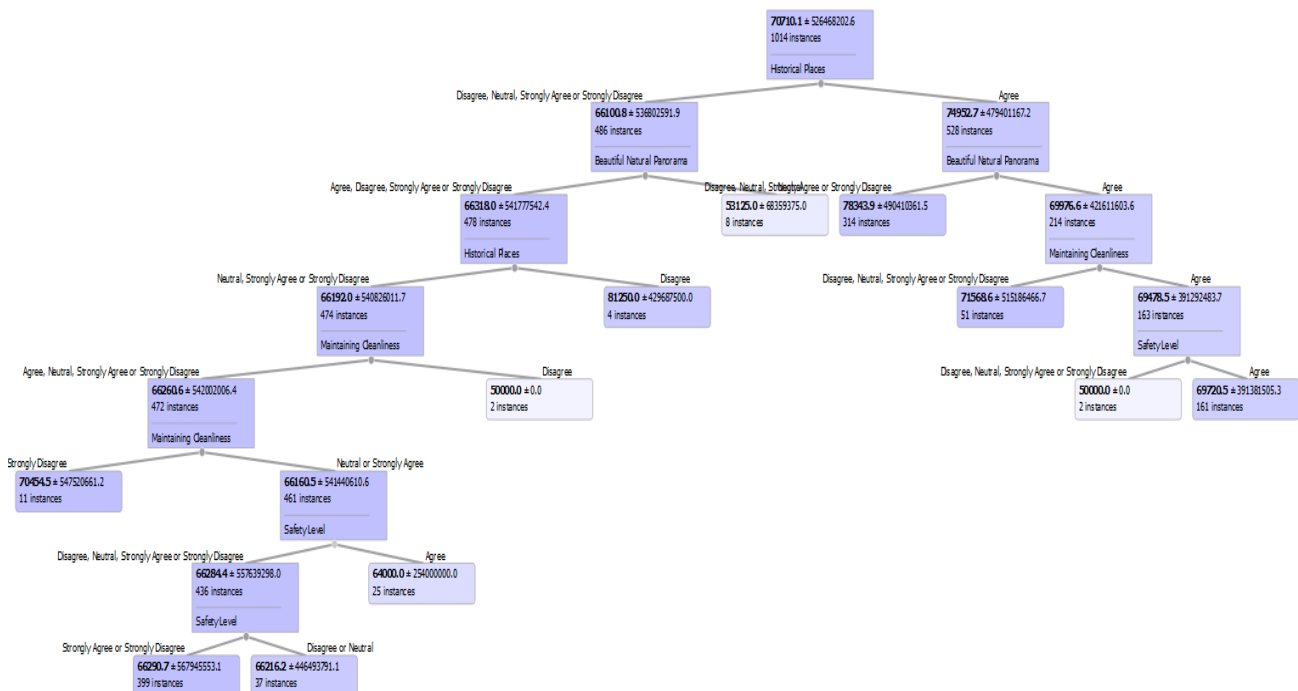 70710.1 ± 526468202.6
1014 instances
Historical Places
Disagree, Neutral, Strongly Agree or Strongly Disagree
Agree
66100.8 ± 536802591.9
486 instances
Beautiful Natural Panorama
74952.7 ± 479401167.2
528 instances
Beautiful Natural Panorama
Agree, Disagree, Strongly Agree or Strongly Disagree
Neutral
Disagree, Neutral, Strongly Agree or Strongly Disagree
Agree
66318.0 ± 541777542.4
478 instances
Historical Places
53125.0 ± 68359375.0
8 instances
78343.9 ± 490410361.5
314 instances
69976.6 ± 421611603.6
214 instances
Maintaining Cleanliness
Neutral, Strongly Agree or Strongly Disagree
Disagree
Disagree, Neutral, Strongly Agree or Strongly Disagree
Agree
66192.0 ± 540826011.7
474 instances
Maintaining Cleanliness
81250.0 ± 429687500.0
4 instances
71568.6 ± 515186466.7
51 instances
69478.5 ± 391292483.7
163 instances
Safety Level
Agree, Neutral, Strongly Agree or Strongly Disagree
Disagree
Disagree, Neutral, Strongly Agree or Strongly Disagree
Agree
66260.6 ± 542002006.4
472 instances
Maintaining Cleanliness
50000.0 ± 0.0
2 instances
50000.0 ± 0.0
2 instances
69720.5 ± 391381505.3
161 instances
Strongly Disagree
Neutral or Strongly Agree
70454.5 ± 547520661.2
11 instances
66160.5 ± 541440610.6
461 instances
Safety Level
Disagree, Neutral, Strongly Agree or Strongly Disagree
Agree
66284.4 ± 557639298.0
436 instances
Safety Level
64000.0 ± 254000000.0
25 instances
Strongly Agree or Strongly Disagree
Disagree or Neutral
66290.7 ± 567945553.1
399 instances
66216.2 ± 446493791.1
37 instances